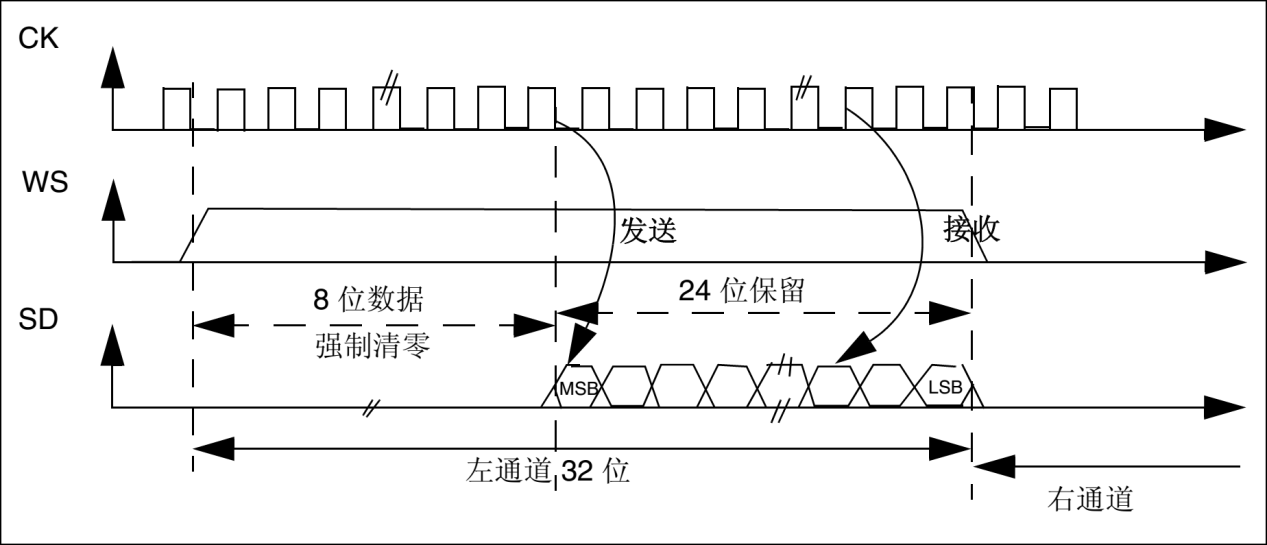 CK
WS
发送
接收
8 位数据
24 位保留
SD
强制清零
MSB
LSB
左通道 32 位
右通道